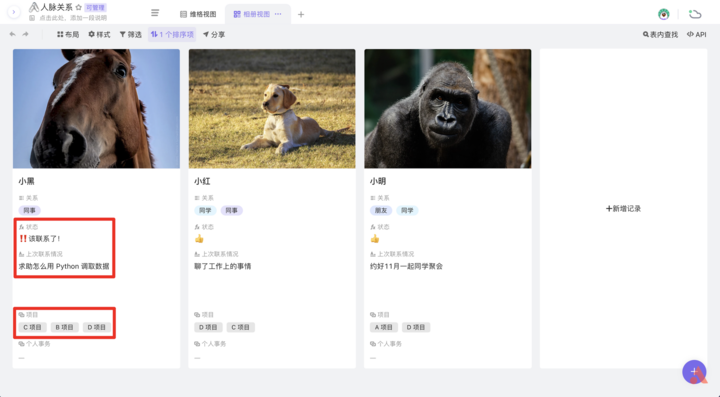 人脉关系 可管理
点击此处，添加一段说明
维格视图
相册视图
布局
样式
筛选
1 个排序项
分享
表内查找
API
小黑
关系
同事
状态
‼️该联系了！
上次联系情况
求助怎么用 Python 调取数据
项目
C 项目 B 项目 D 项目
个人事务
—
小红
关系
同学 同事
状态
👍
上次联系情况
聊了工作上的事情
项目
D 项目 C 项目
个人事务
—
小明
关系
朋友 同学
状态
👍
上次联系情况
约好11月一起同学聚会
项目
A 项目 D 项目
个人事务
—
+新增记录